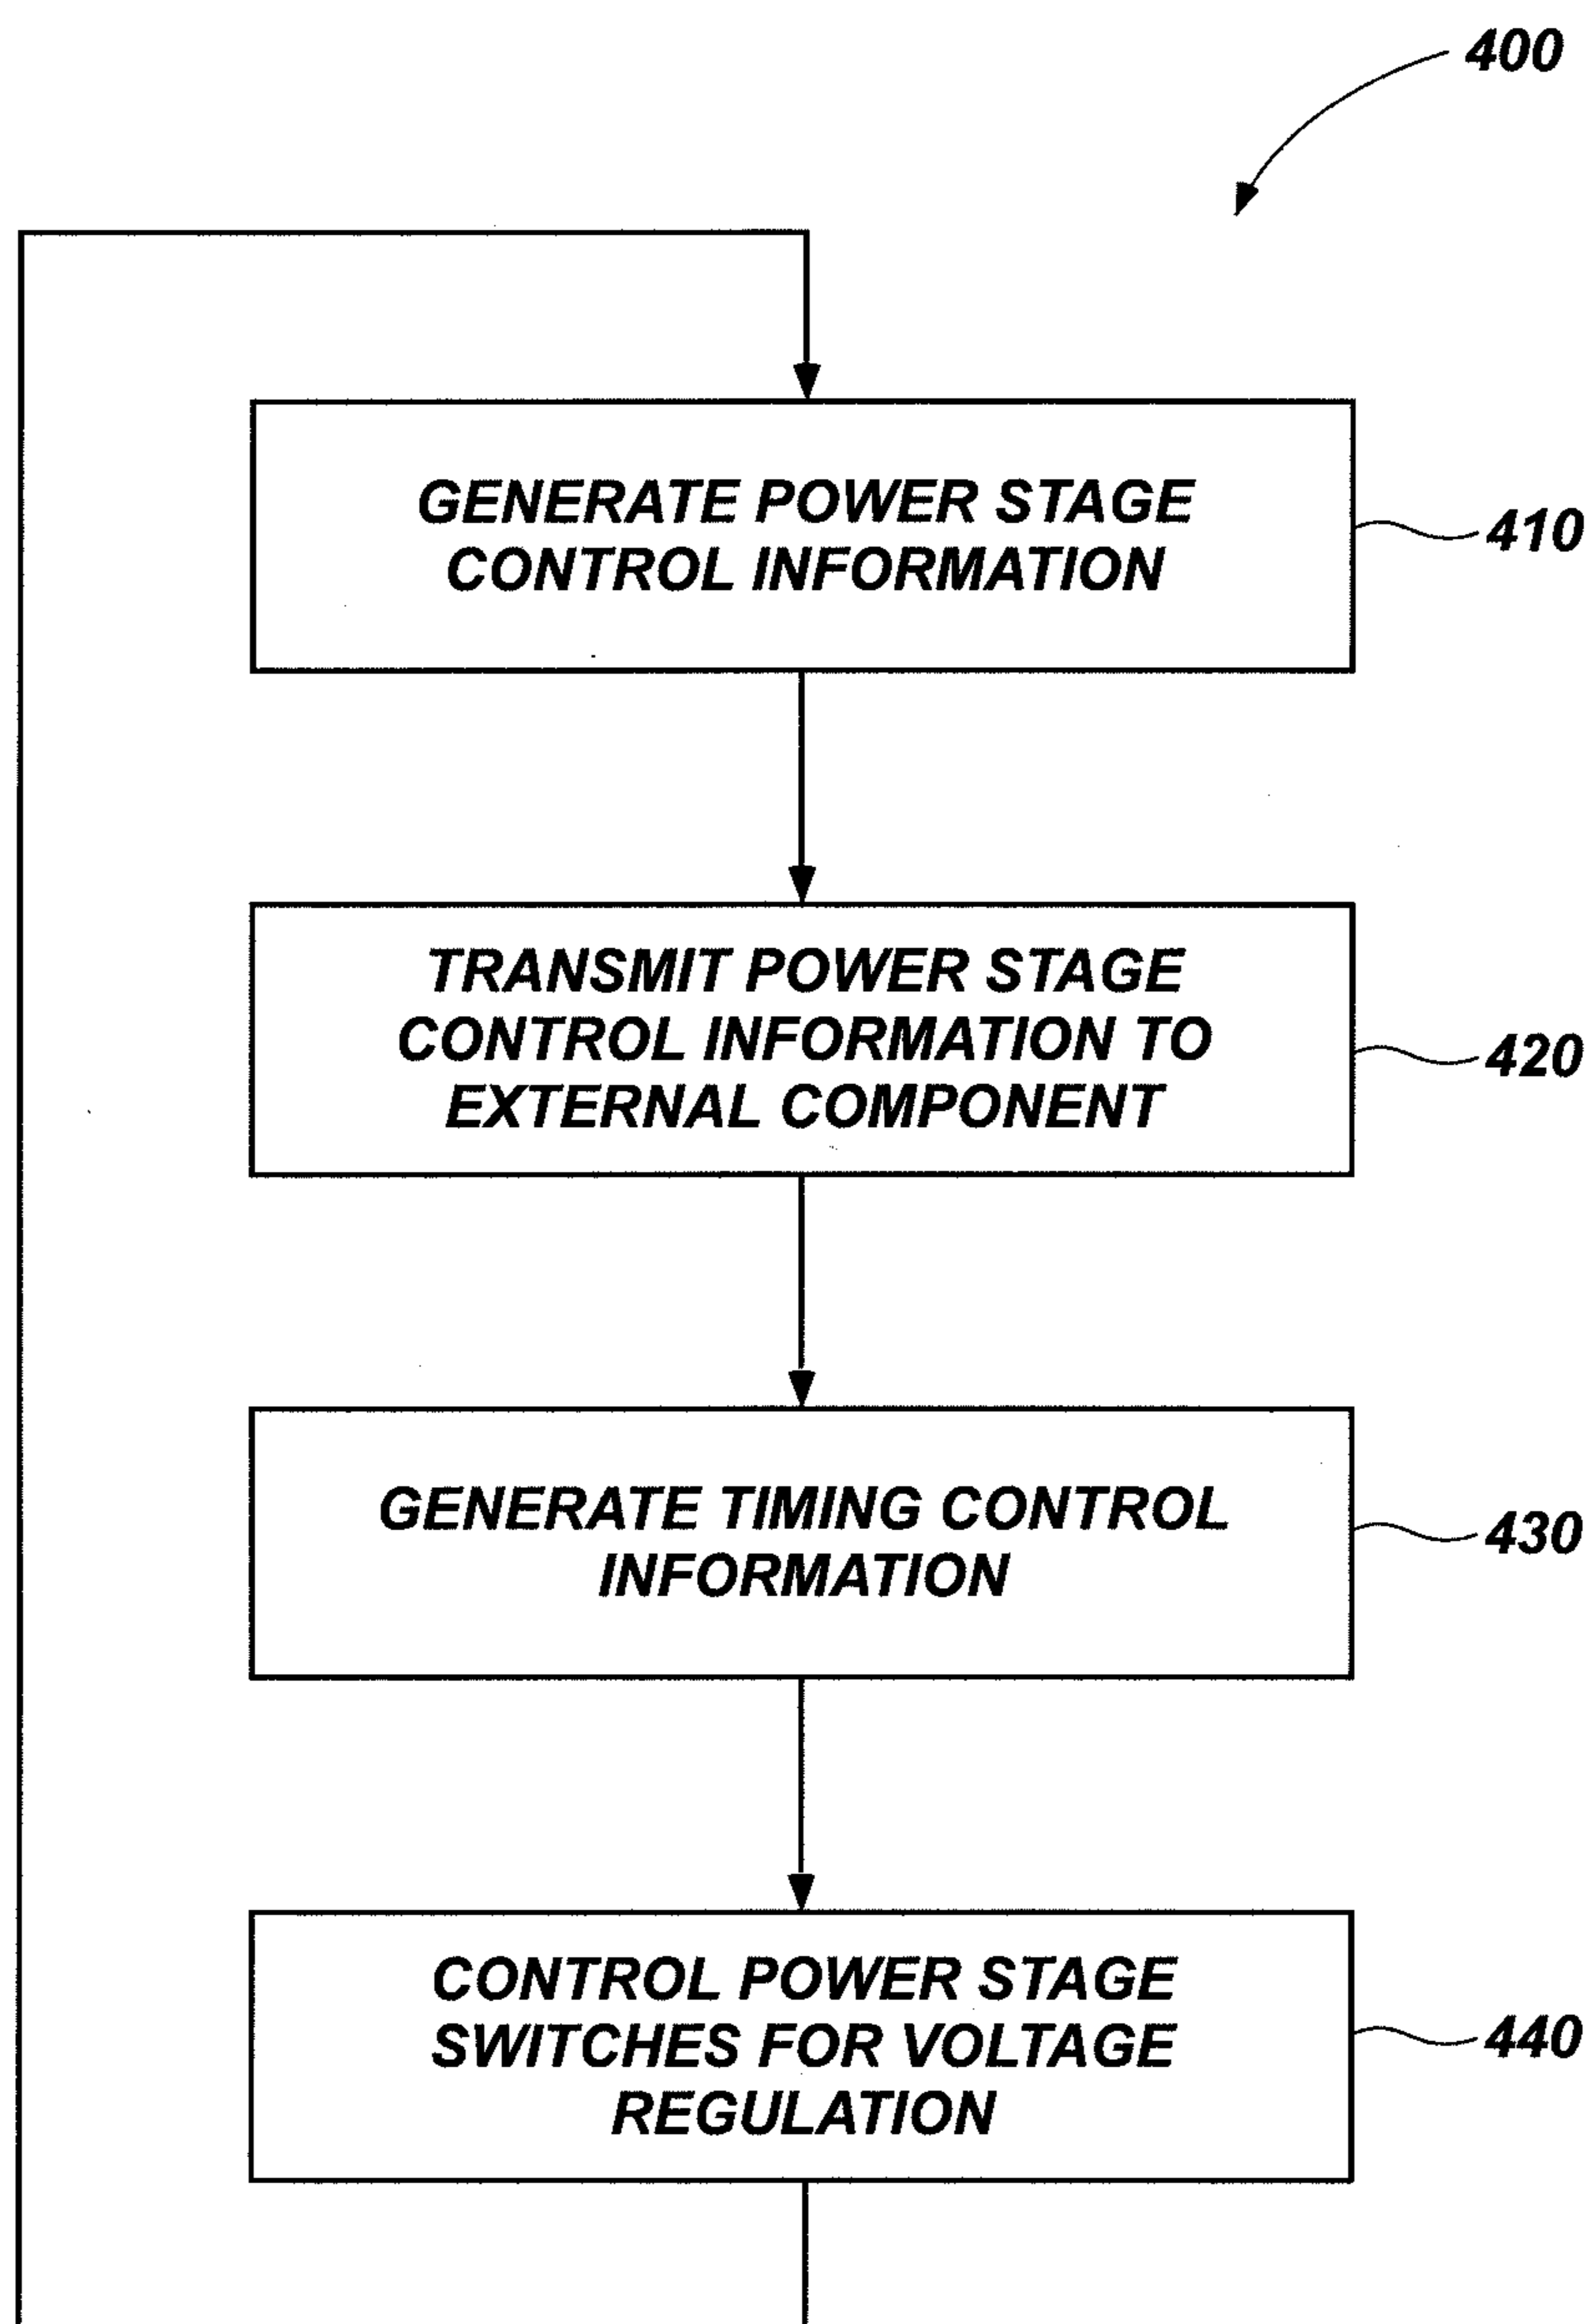 400
GENERATE POWER STAGE
CONTROL INFORMATION
410
TRANSMIT POWER STAGE
CONTROL INFORMATION TO
EXTERNAL COMPONENT
420
GENERATE TIMING CONTROL
INFORMATION
430
CONTROL POWER STAGE
SWITCHES FOR VOLTAGE
REGULATION
440